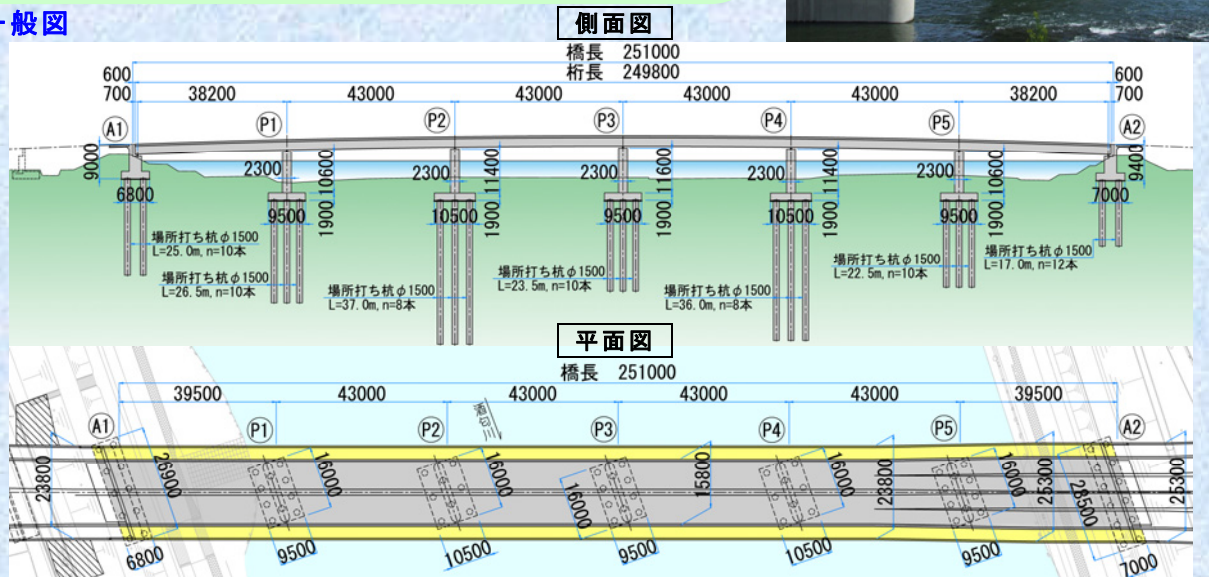 一般図
側面図
橋長 251000
桁長 249800
600 600
700 38200 43000 43000 43000 43000 38200 700
A1 P1 P2 P3 P4 P5 A2
9000 2300 10600 2300 11400 2300 11600 2300 11400 2300 10600 9400
6800 9500 1900 10500 1900 9500 1900 10500 1900 9500 1900 7000
場所打ち杭φ1500
L=25.0m, n=10本
場所打ち杭φ1500
L=26.5m, n=10本
場所打ち杭φ1500
L=37.0m, n=8本
場所打ち杭φ1500
L=23.5m, n=10本
場所打ち杭φ1500
L=36.0m, n=8本
場所打ち杭φ1500
L=22.5m, n=10本
場所打ち杭φ1500
L=17.0m, n=12本
平面図
橋長 251000
39500 43000 43000 43000 43000 39500
A1 P1 P2 P3 P4 P5 A2
23800 26900 16000 16000 16000 15800 16000 23800 16000 25300 28500 25300
6800 9500 10500 9500 10500 9500 7000